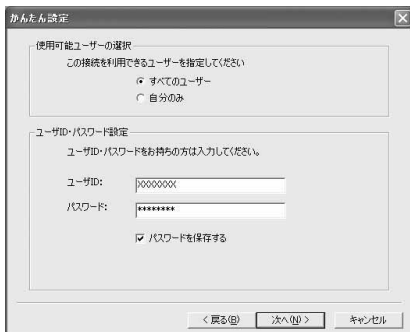 かんたん設定
使用可能ユーザーの選択
この接続を利用できるユーザーを指定してください
すべてのユーザー
自分のみ
ユーザID・パスワード設定
ユーザID・パスワードをお持ちの方は入力してください。
ユーザID: XXXXXXX
パスワード: ********
パスワードを保存する
< 戻る(B) 次へ(N) > キャンセル